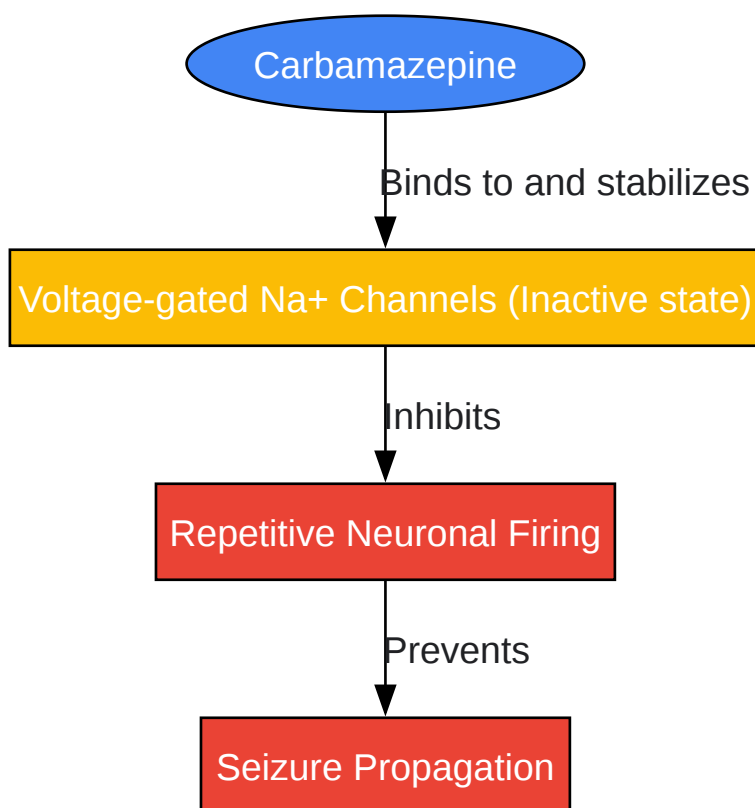 Carbamazepine
Binds to and stabilizes
Voltage-gated Na+ Channels (Inactive state)
Inhibits
Repetitive Neuronal Firing
Prevents
Seizure Propagation